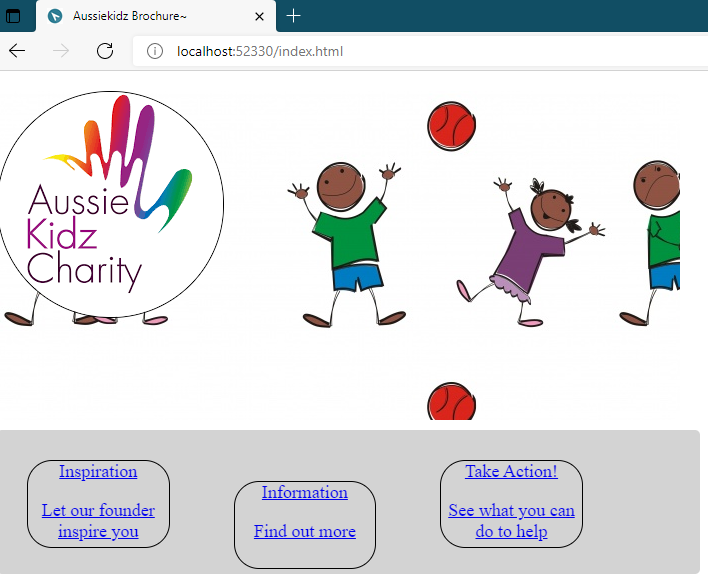 Aussiekidz Brochure~
localhost:52330/index.html
Aussie
Kidz
Charity
Inspiration
Let our founder
inspire you
Information
Find out more
Take Action!
See what you can
do to help